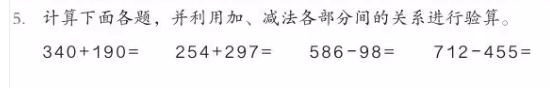 5. 计算下面各题，并利用加、减法各部分间的关系进行验算。
340+190= 254+297= 586-98= 712-455=